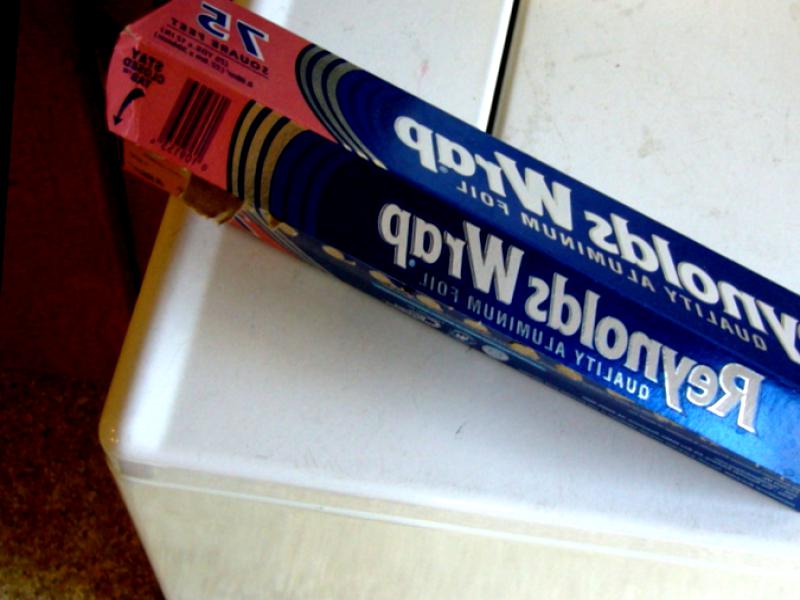 75
SQUARE FEET
STAY
CLOSED
TAB
Reynolds Wrap
QUALITY ALUMINUM FOIL
Reynolds Wrap
QUALITY ALUMINUM FOIL